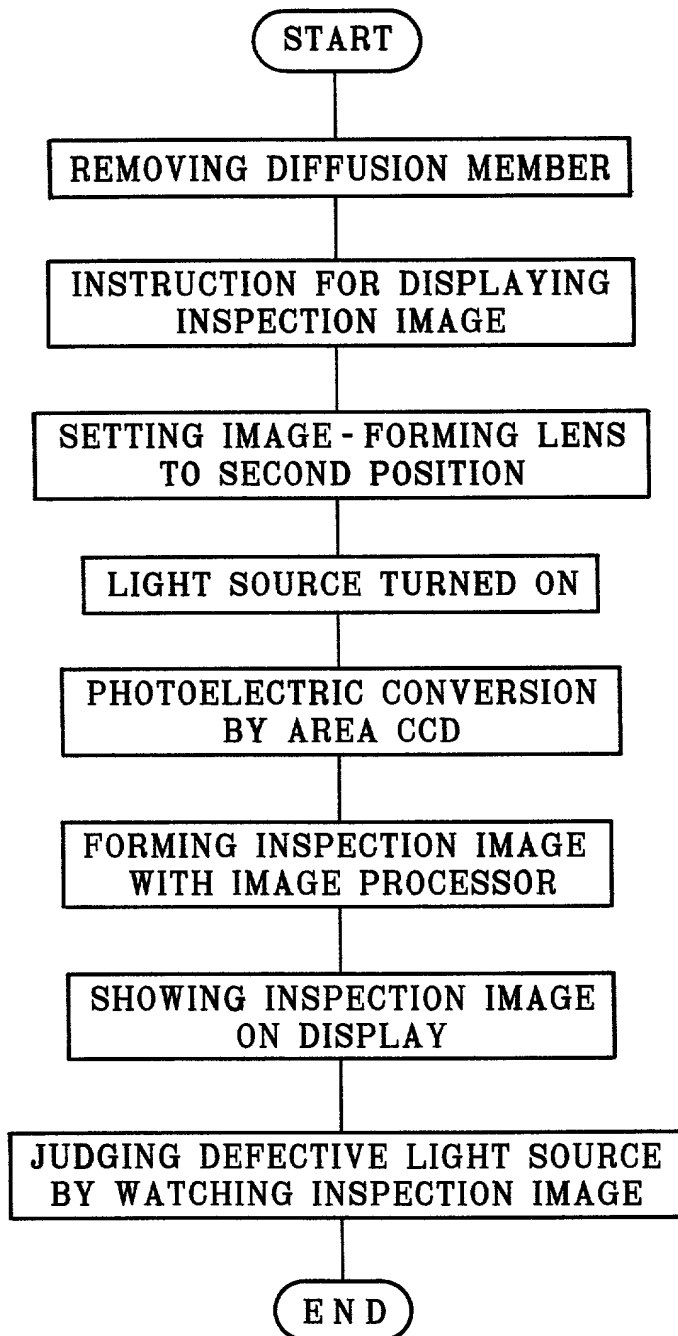 START
REMOVING DIFFUSION MEMBER
INSTRUCTION FOR DISPLAYING
INSPECTION IMAGE
SETTING IMAGE-FORMING LENS
TO SECOND POSITION
LIGHT SOURCE TURNED ON
PHOTOELECTRIC CONVERSION
BY AREA CCD
FORMING INSPECTION IMAGE
WITH IMAGE PROCESSOR
SHOWING INSPECTION IMAGE
ON DISPLAY
JUDGING DEFECTIVE LIGHT SOURCE
BY WATCHING INSPECTION IMAGE
END